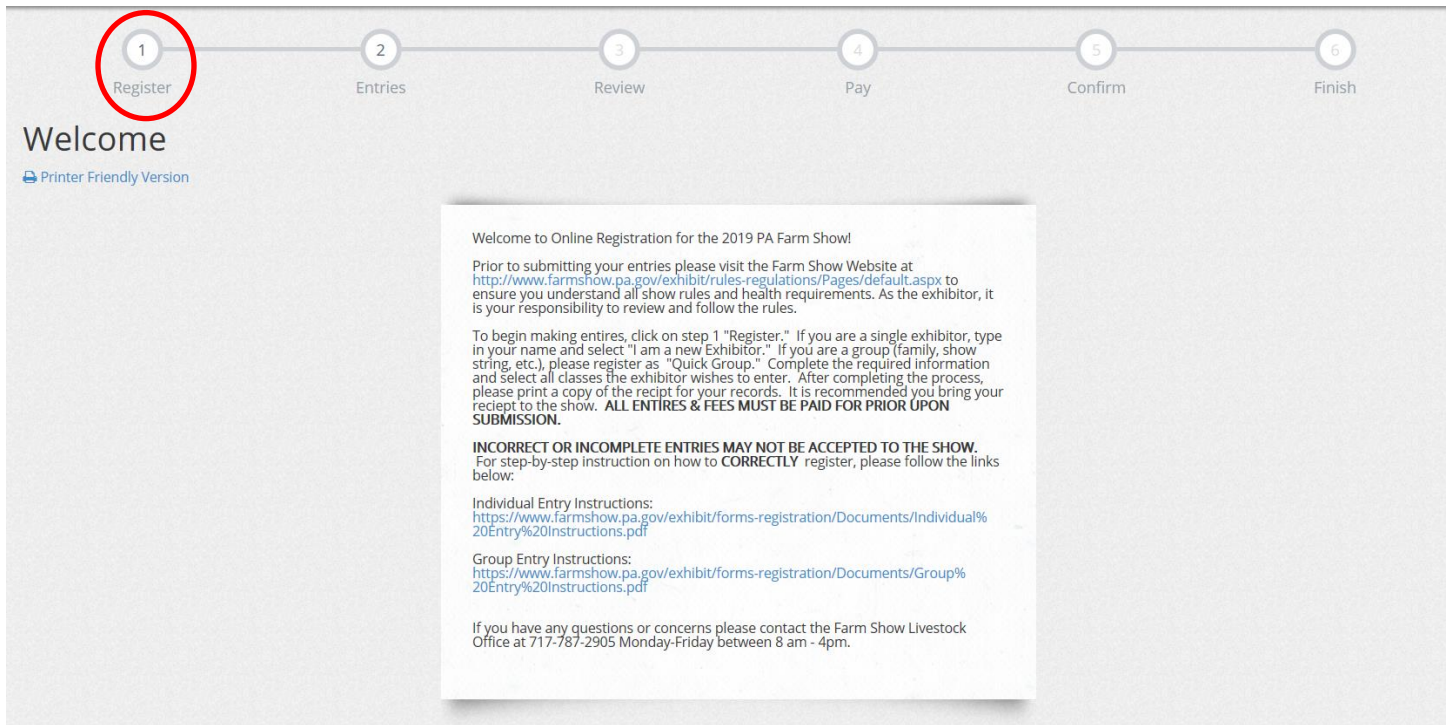 1 2 3 4 5 6
Register Entries Review Pay Confirm Finish
Welcome
Printer Friendly Version
Welcome to Online Registration for the 2019 PA Farm Show!
Prior to submitting your entries please visit the Farm Show Website at
http://www.farmshow.pa.gov/exhibit/rules-regulations/Pages/default.aspx to
ensure you understand all show rules and health requirements. As the exhibitor, it
is your responsibility to review and follow the rules.
To begin making entires, click on step 1 "Register." If you are a single exhibitor, type
in your name and select "I am a new Exhibitor." If you are a group (family, show
string, etc.), please register as "Quick Group." Complete the required information
and select all classes the exhibitor wishes to enter. After completing the process,
please print a copy of the recipt for your records. It is recommended you bring your
reciept to the show. ALL ENTIRES & FEES MUST BE PAID FOR PRIOR UPON
SUBMISSION.
INCORRECT OR INCOMPLETE ENTRIES MAY NOT BE ACCEPTED TO THE SHOW.
For step-by-step instruction on how to CORRECTLY register, please follow the links
below:
Individual Entry Instructions:
https://www.farmshow.pa.gov/exhibit/forms-registration/Documents/Individual%
20Entry%20Instructions.pdf
Group Entry Instructions:
https://www.farmshow.pa.gov/exhibit/forms-registration/Documents/Group%
20Entry%20Instructions.pdf
If you have any questions or concerns please contact the Farm Show Livestock
Office at 717-787-2905 Monday-Friday between 8 am - 4pm.